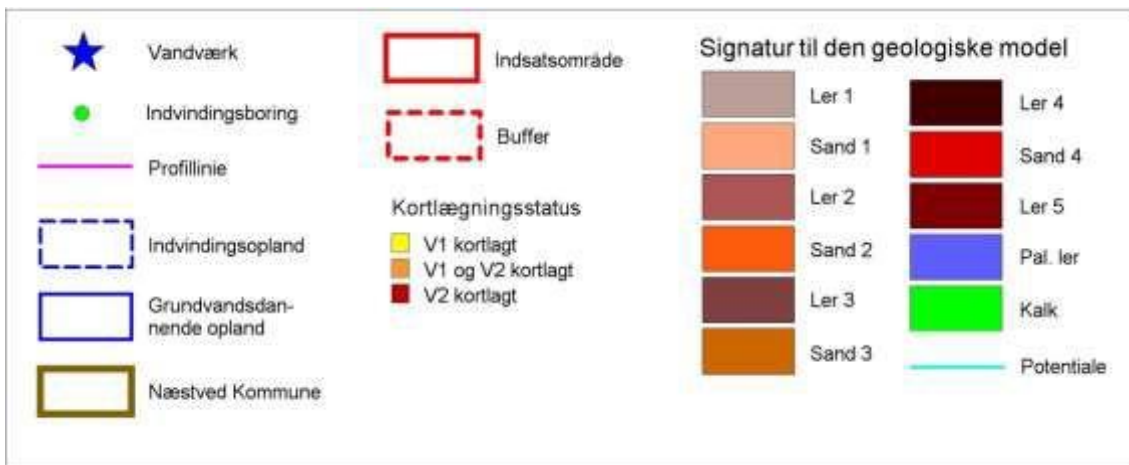 Vandværk
Indvindingsboring
Profillinie
Indvindingsopland
Grundvandsdan-
nende opland
Næstved Kommune
Indsatsområde
Buffer
Kortlægningsstatus
V1 kortlagt
V1 og V2 kortlagt
V2 kortlagt
Signatur til den geologiske model
Ler 1
Sand 1
Ler 2
Sand 2
Ler 3
Sand 3
Ler 4
Sand 4
Ler 5
Pal. ler
Kalk
Potentiale